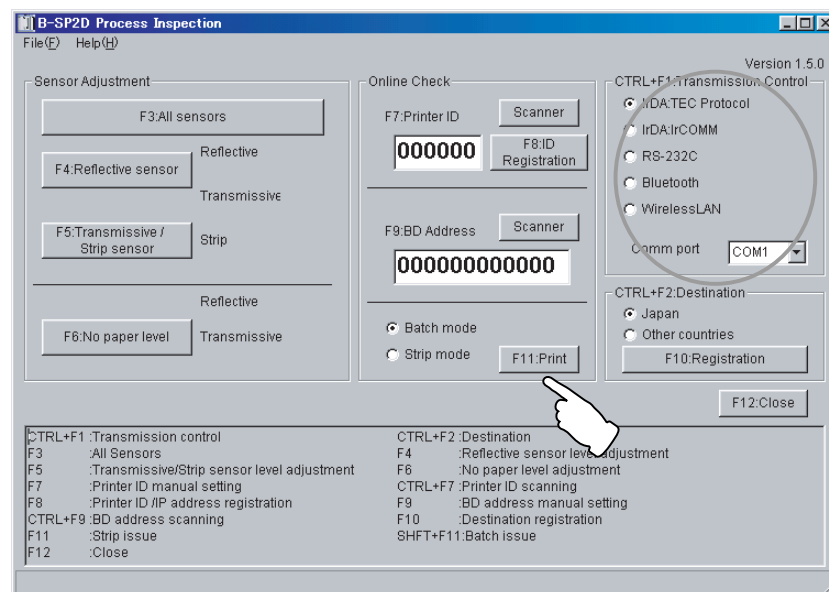 B-SP2D Process Inspection
File(F) Help(H)
Version 1.5.0
Sensor Adjustment
F3:All sensors
F4:Reflective sensor
Reflective
Transmissive
F5:Transmissive /
Strip sensor
Strip
Reflective
F6:No paper level
Transmissive
Online Check
F7:Printer ID
Scanner
000000
F8:ID
Registration
F9:BD Address
Scanner
000000000000
Batch mode
Strip mode
F11:Print
CTRL+F1:Transmission Control
IrDA:TEC Protocol
IrDA:IrCOMM
RS-232C
Bluetooth
WirelessLAN
Comm port
COM1
CTRL+F2:Destination
Japan
Other countries
F10:Registration
F12:Close
CTRL+F1 :Transmission control CTRL+F2 :Destination
F3 :All Sensors F4 :Reflective sensor level adjustment
F5 :Transmissive/Strip sensor level adjustment F6 :No paper level adjustment
F7 :Printer ID manual setting CTRL+F7 :Printer ID scanning
F8 :Printer ID /IP address registration F9 :BD address manual setting
CTRL+F9 :BD address scanning F10 :Destination registration
F11 :Strip issue SHFT+F11:Batch issue
F12 :Close